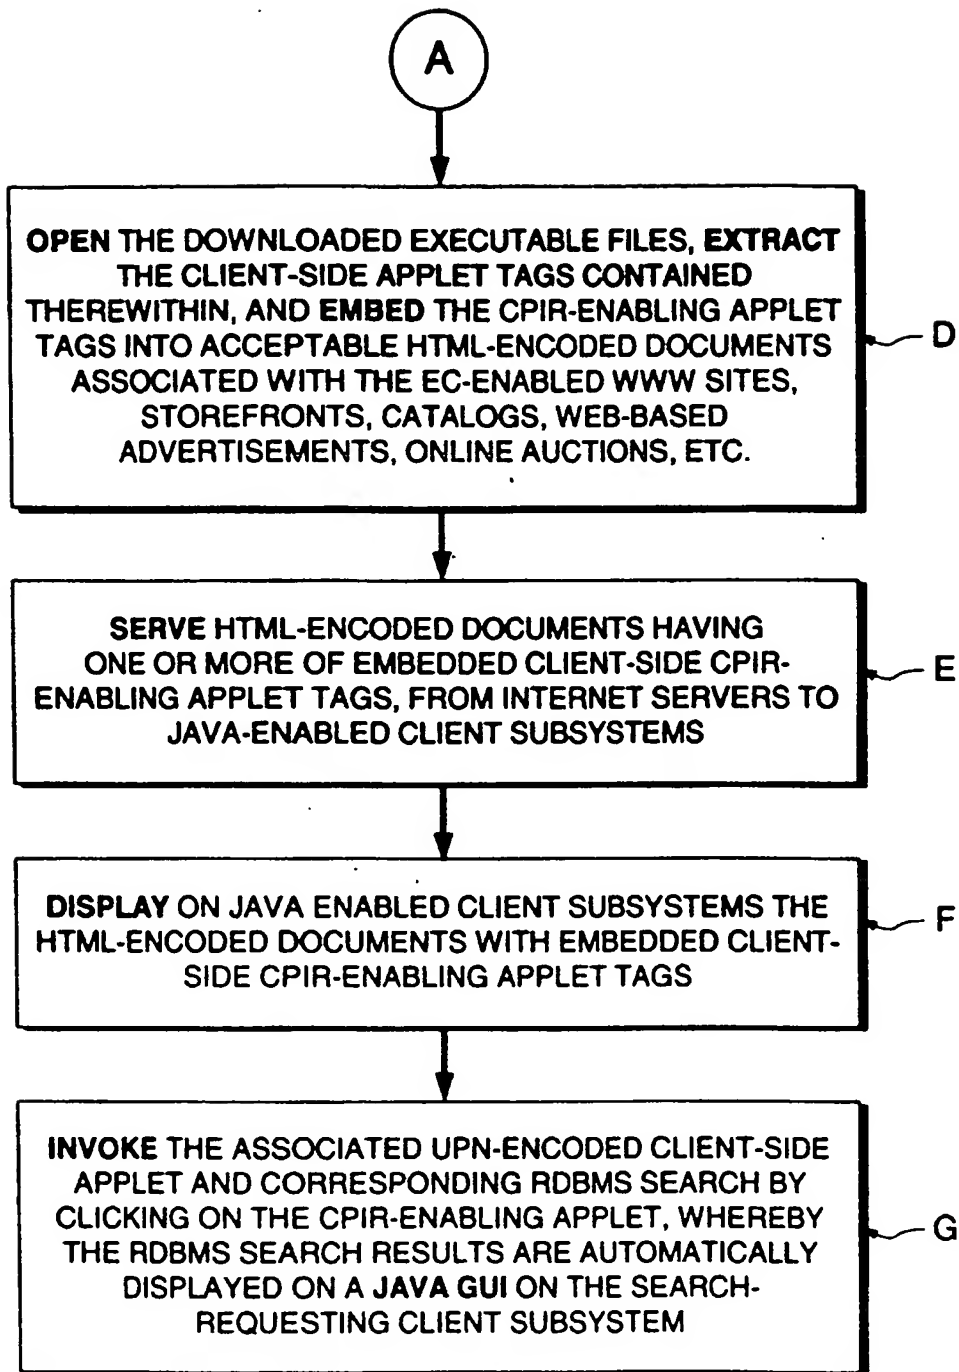 A
OPEN THE DOWNLOADED EXECUTABLE FILES, EXTRACT
THE CLIENT-SIDE APPLET TAGS CONTAINED
THEREWITHIN, AND EMBED THE CPIR-ENABLING APPLET
TAGS INTO ACCEPTABLE HTML-ENCODED DOCUMENTS
ASSOCIATED WITH THE EC-ENABLED WWW SITES,
STOREFRONTS, CATALOGS, WEB-BASED
ADVERTISEMENTS, ONLINE AUCTIONS, ETC.
D
SERVE HTML-ENCODED DOCUMENTS HAVING
ONE OR MORE OF EMBEDDED CLIENT-SIDE CPIR-
ENABLING APPLET TAGS, FROM INTERNET SERVERS TO
JAVA-ENABLED CLIENT SUBSYSTEMS
E
DISPLAY ON JAVA ENABLED CLIENT SUBSYSTEMS THE
HTML-ENCODED DOCUMENTS WITH EMBEDDED CLIENT-
SIDE CPIR-ENABLING APPLET TAGS
F
INVOKE THE ASSOCIATED UPN-ENCODED CLIENT-SIDE
APPLET AND CORRESPONDING RDBMS SEARCH BY
CLICKING ON THE CPIR-ENABLING APPLET, WHEREBY
THE RDBMS SEARCH RESULTS ARE AUTOMATICALLY
DISPLAYED ON A JAVA GUI ON THE SEARCH-
REQUESTING CLIENT SUBSYSTEM
G